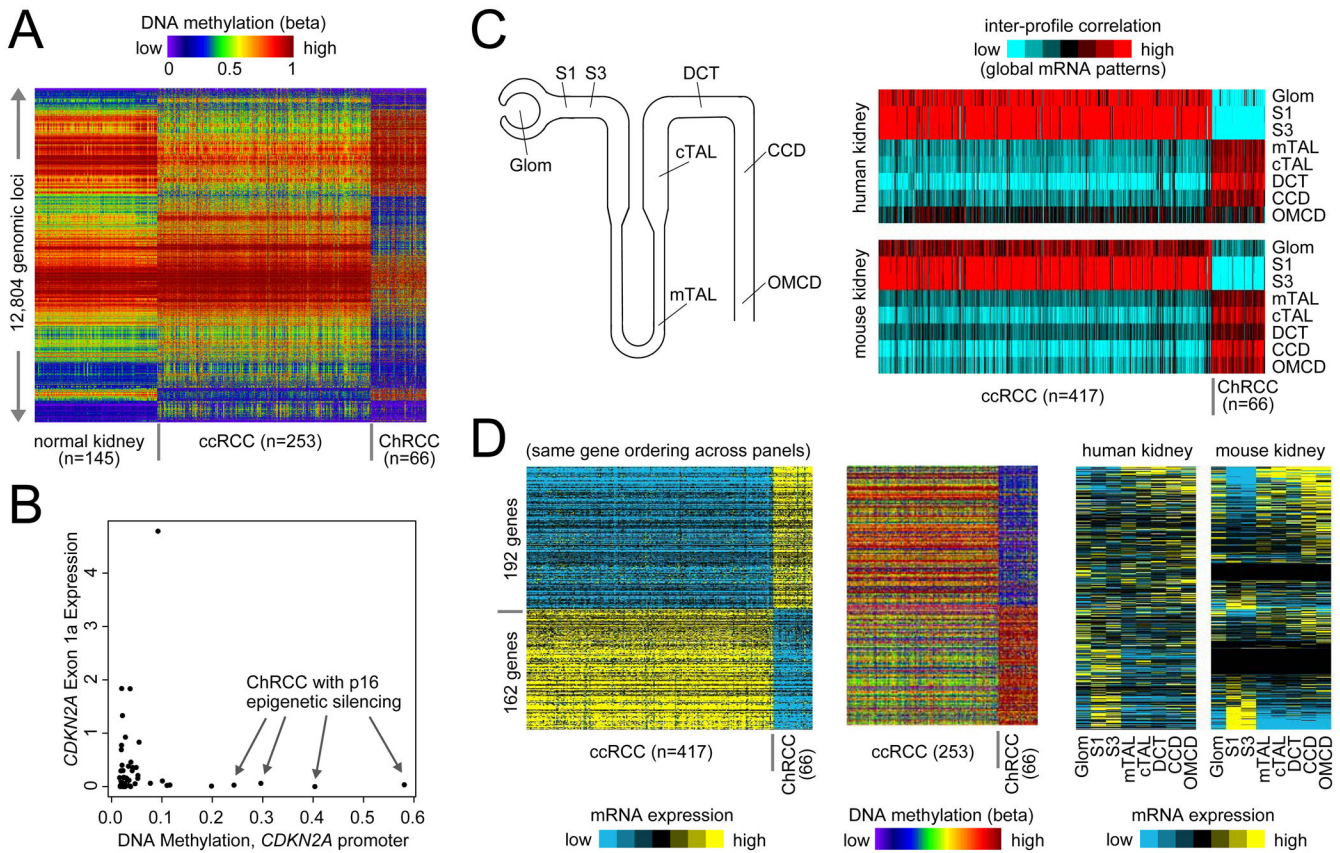 A
DNA methylation (beta)
low
high
0
0.5
1
12,804 genomic loci
normal kidney
(n=145)
ccRCC (n=253)
ChRCC
(n=66)
B
CDKN2A Exon 1a Expression
4
3
2
1
0
ChRCC with p16
epigenetic silencing
0.0
0.1
0.2
0.3
0.4
0.5
0.6
DNA Methylation, CDKN2A promoter
C
S1
S3
DCT
Glom
cTAL
CCD
mTAL
OMCD
inter-profile correlation
low
high
(global mRNA patterns)
human kidney
Glom
S1
S3
mTAL
cTAL
DCT
CCD
OMCD
mouse kidney
Glom
S1
S3
mTAL
cTAL
DCT
CCD
OMCD
ccRCC (n=417)
ChRCC
(n=66)
D
(same gene ordering across panels)
192 genes
162 genes
ccRCC (n=417)
ChRCC
(66)
mRNA expression
low
high
ccRCC (253)
ChRCC
(66)
DNA methylation (beta)
low
high
human kidney
mouse kidney
Glom
S1
S3
mTAL
cTAL
DCT
CCD
OMCD
Glom
S1
S3
mTAL
cTAL
DCT
CCD
OMCD
mRNA expression
low
high